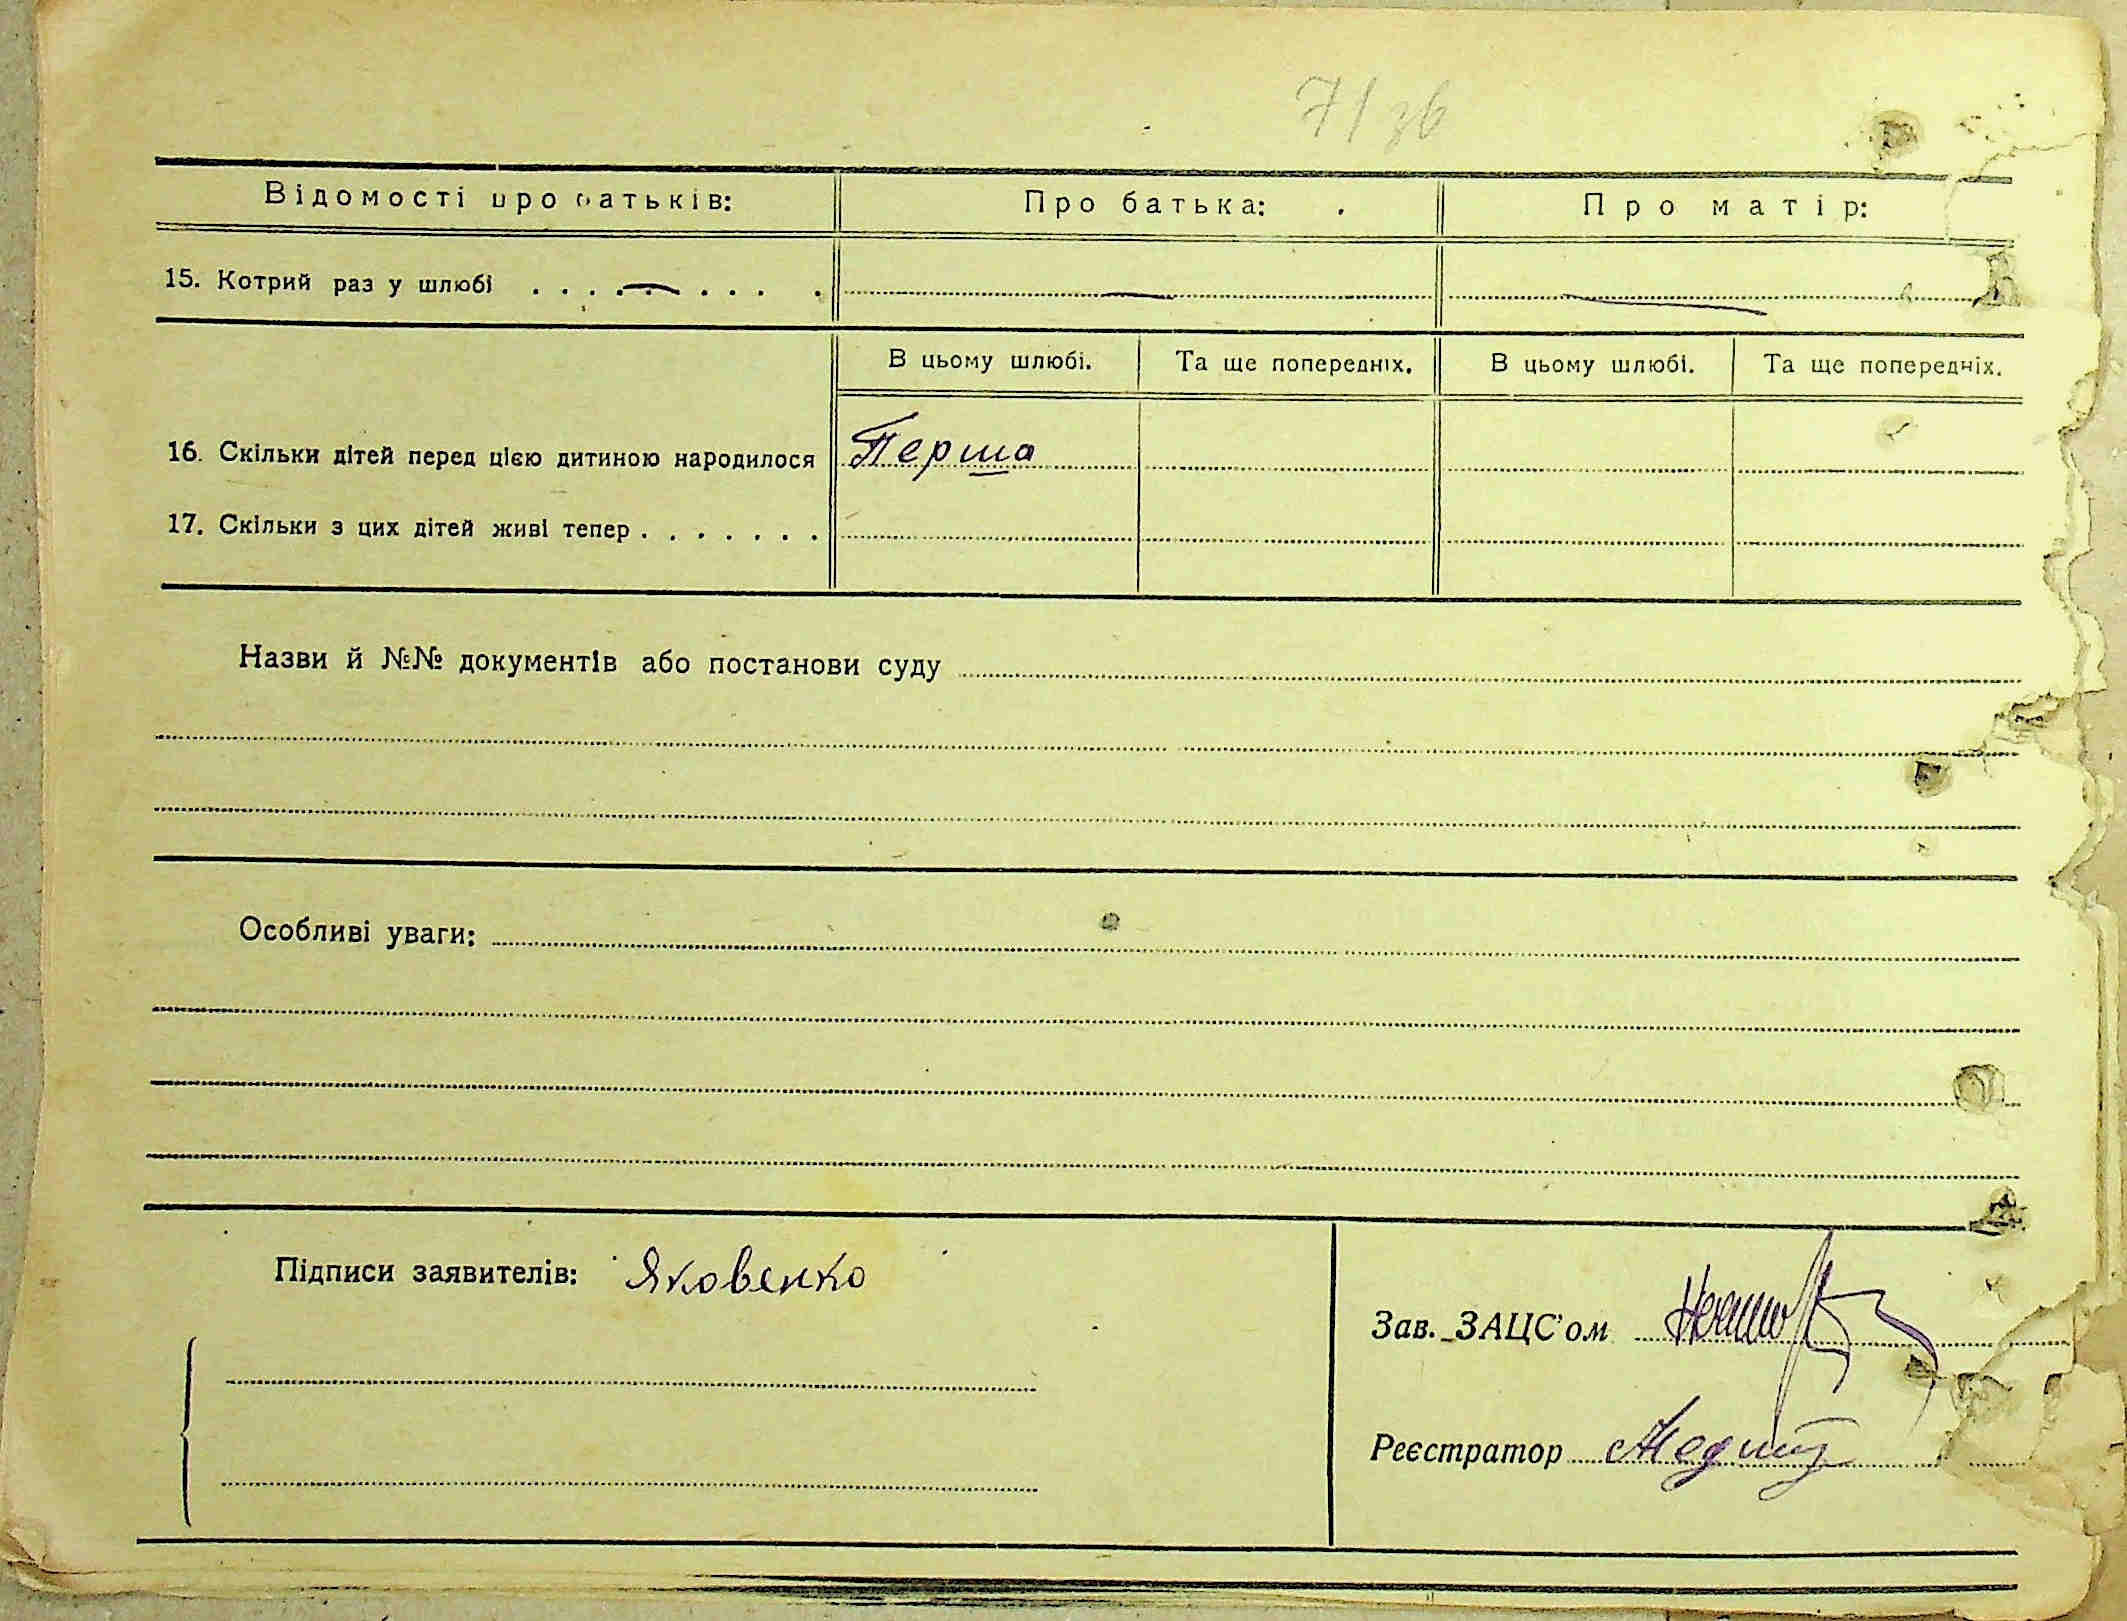 71 зв
Відомості про батьків:
Про батька:
Про матір:
15. Котрий раз у шлюбі . . . . . . . . . .
В цьому шлюбі.
Та ще попередніх.
В цьому шлюбі.
Та ще попередніх.
16. Скільки дітей перед цією дитиною народилося
Перша
17. Скільки з цих дітей живі тепер . . . . . . .
Назви й №№ документів або постанови суду
Особливі уваги:
Підписи заявителів: Яковенко
Зав. ЗАЦС'ом
Реєстратор